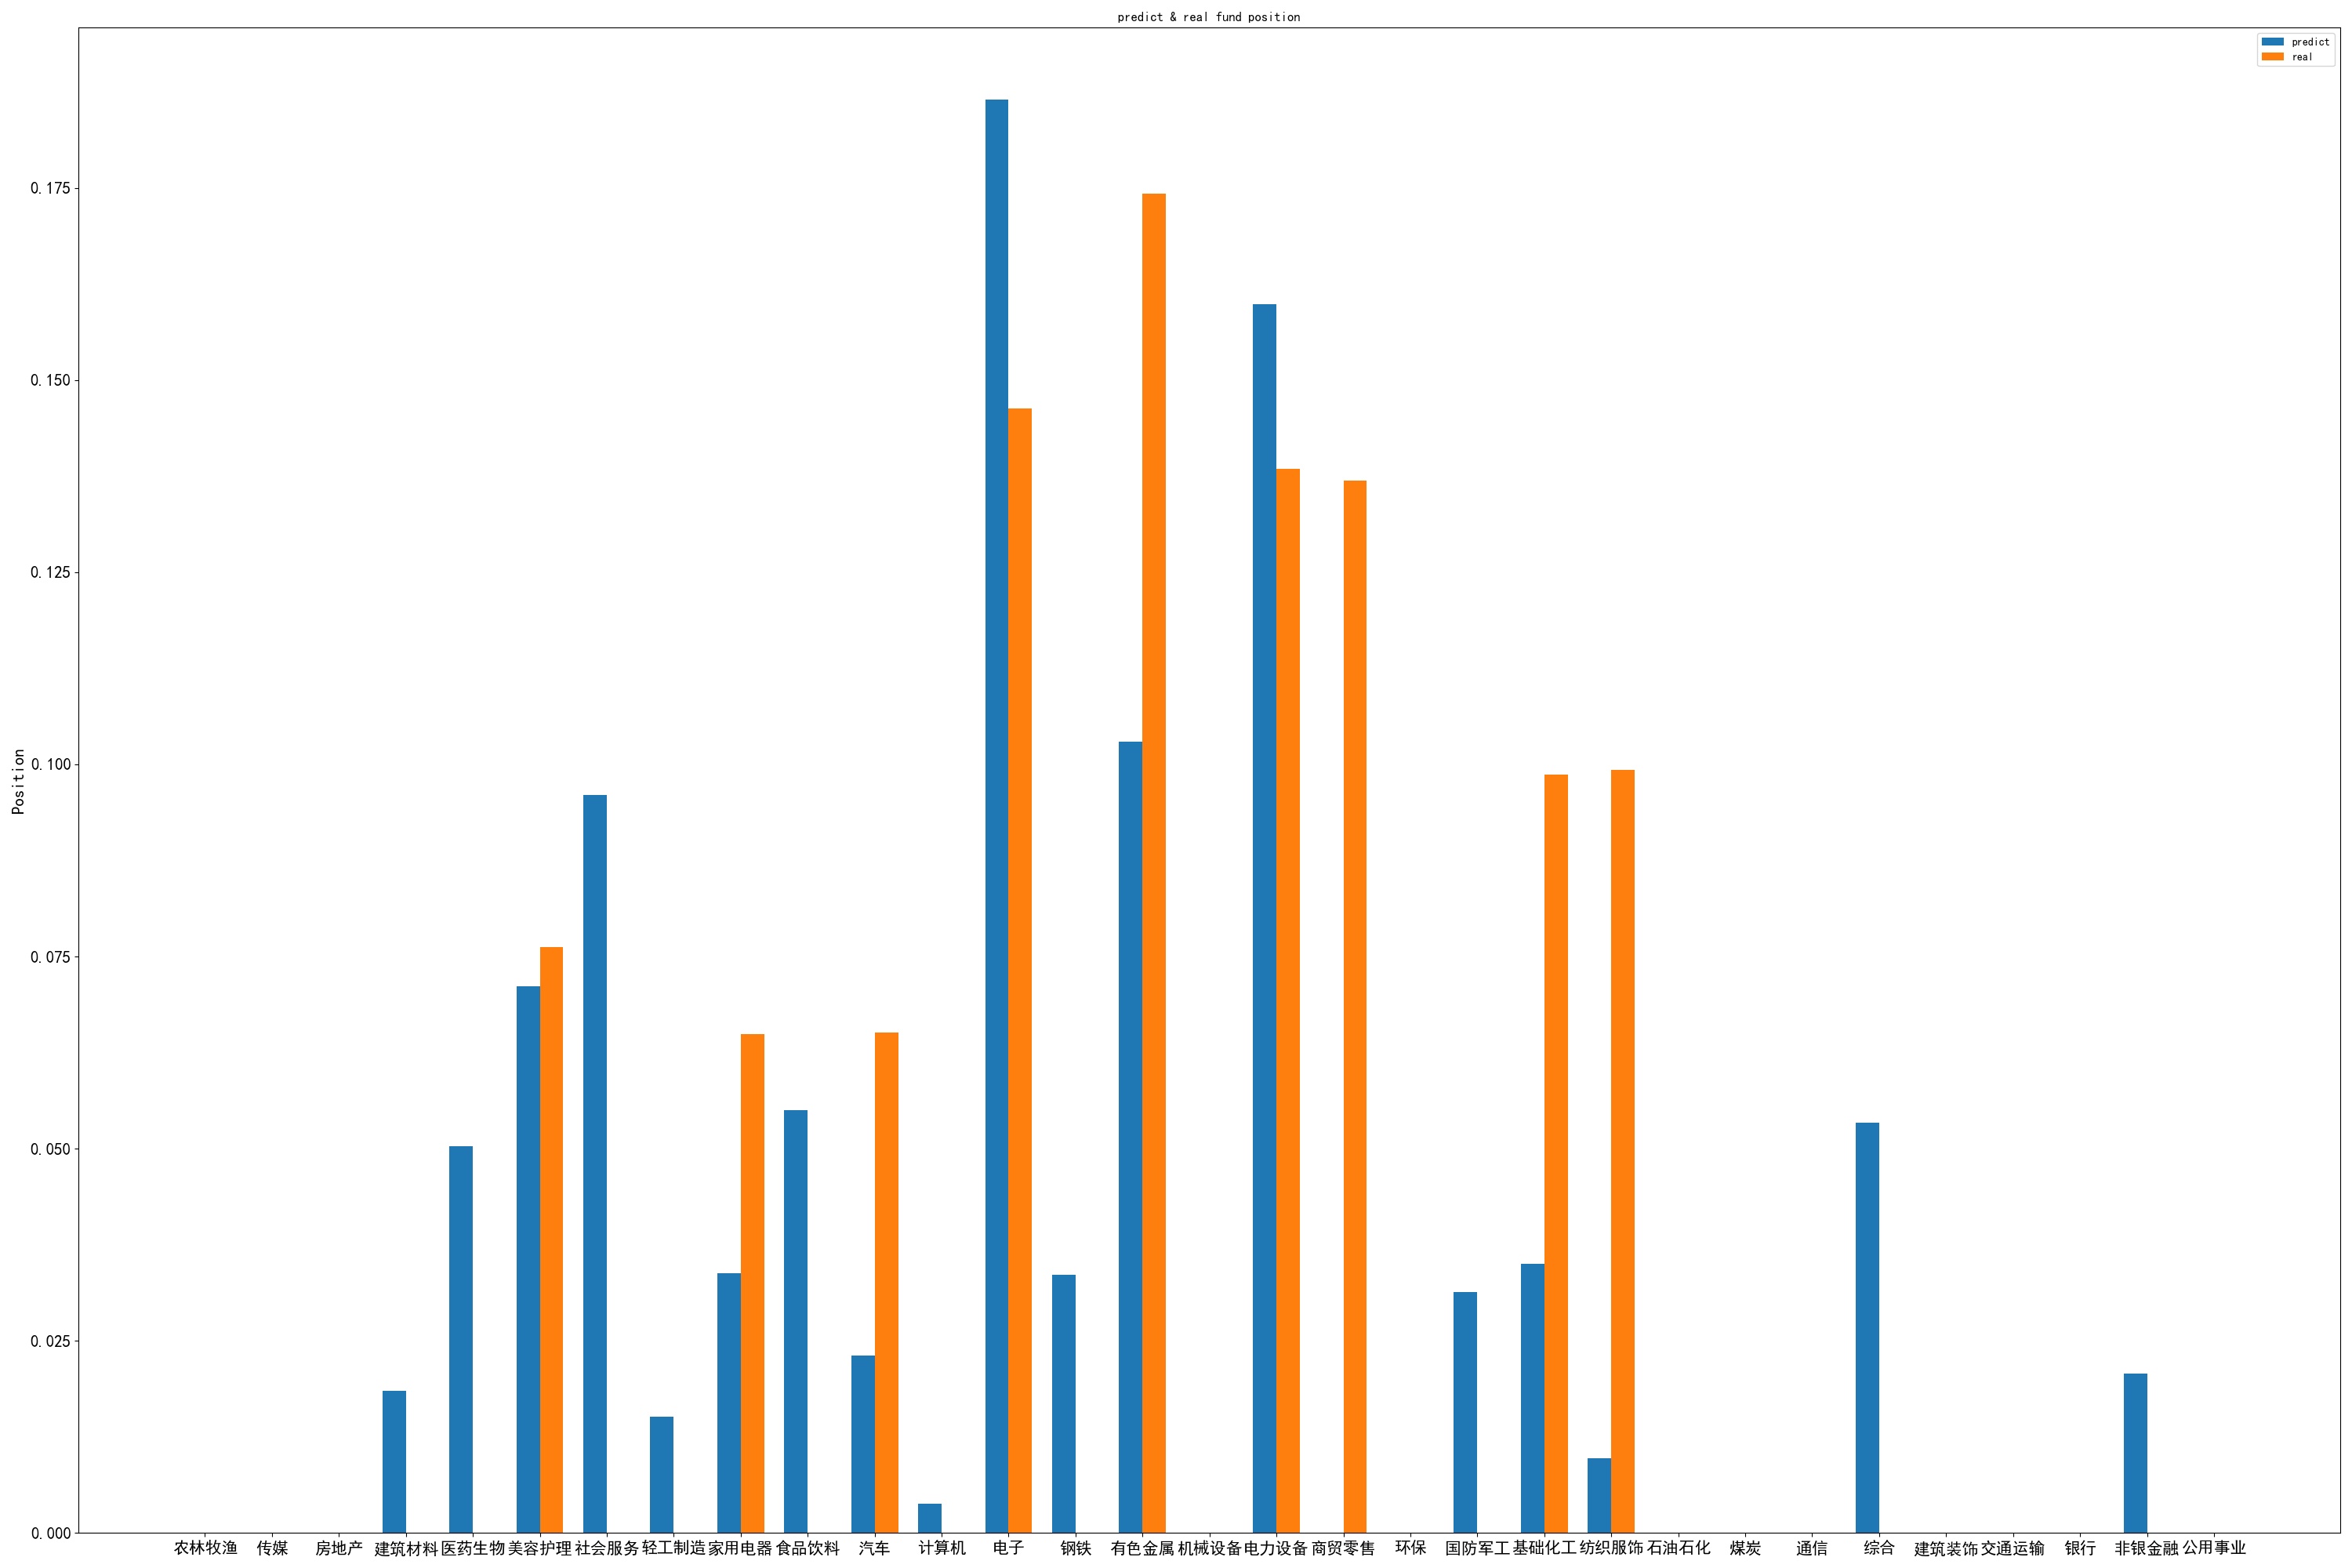 predict & real fund position
predict
real
0.175
0.150
0.125
0.100
0.075
0.050
0.025
0.000
Position
农林牧渔 传媒 房地产 建筑材料 医药生物 美容护理 社会服务 轻工制造 家用电器 食品饮料 汽车 计算机 电子 钢铁 有色金属 机械设备 电力设备 商贸零售 环保 国防军工 基础化工 纺织服饰 石油石化 煤炭 通信 综合 建筑装饰 交通运输 银行 非银金融 公用事业